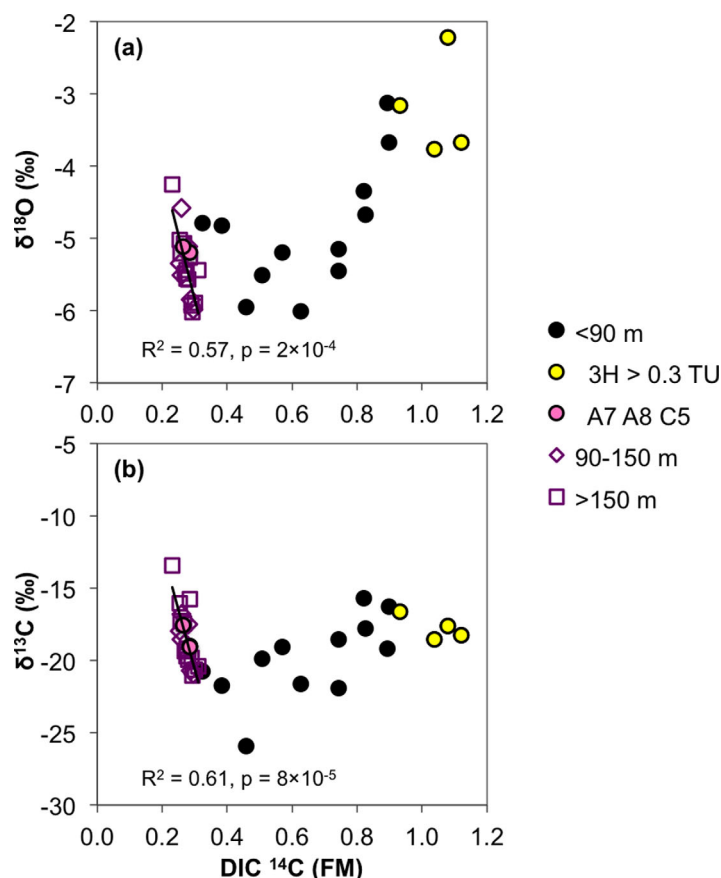 (a)
δ18O (‰)
-2
-3
-4
-5
-6
-7
R2 = 0.57, p = 2×10-4
0.0 0.2 0.4 0.6 0.8 1.0 1.2
<90 m
3H > 0.3 TU
A7 A8 C5
90-150 m
>150 m
(b)
δ13C (‰)
-5
-10
-15
-20
-25
-30
R2 = 0.61, p = 8×10-5
0.0 0.2 0.4 0.6 0.8 1.0 1.2
DIC 14C (FM)